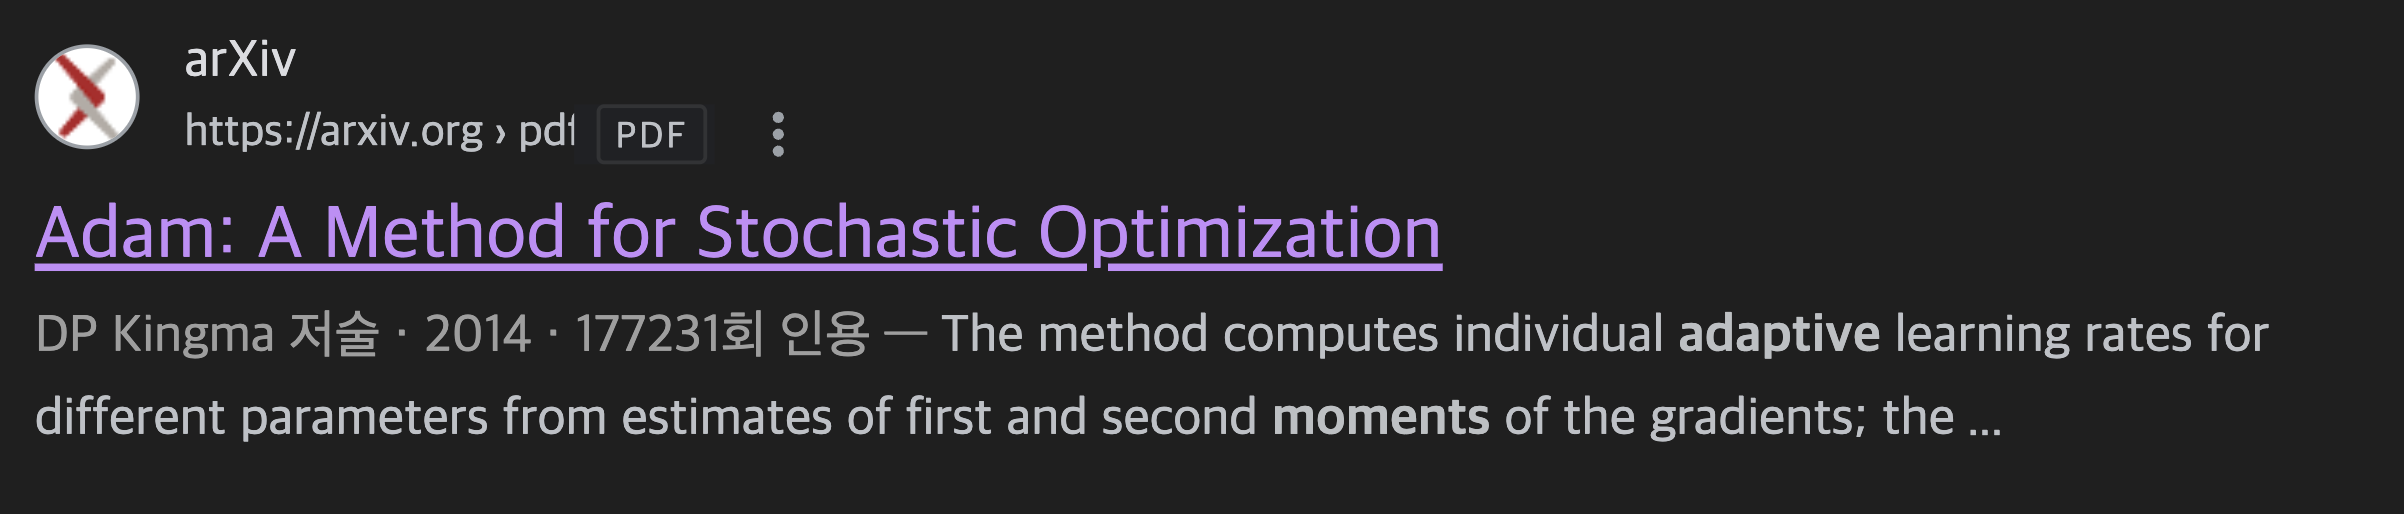 arXiv
https://arxiv.org › pdf PDF
Adam: A Method for Stochastic Optimization
DP Kingma 저술 · 2014 · 177231회 인용 — The method computes individual adaptive learning rates for
different parameters from estimates of first and second moments of the gradients; the ...